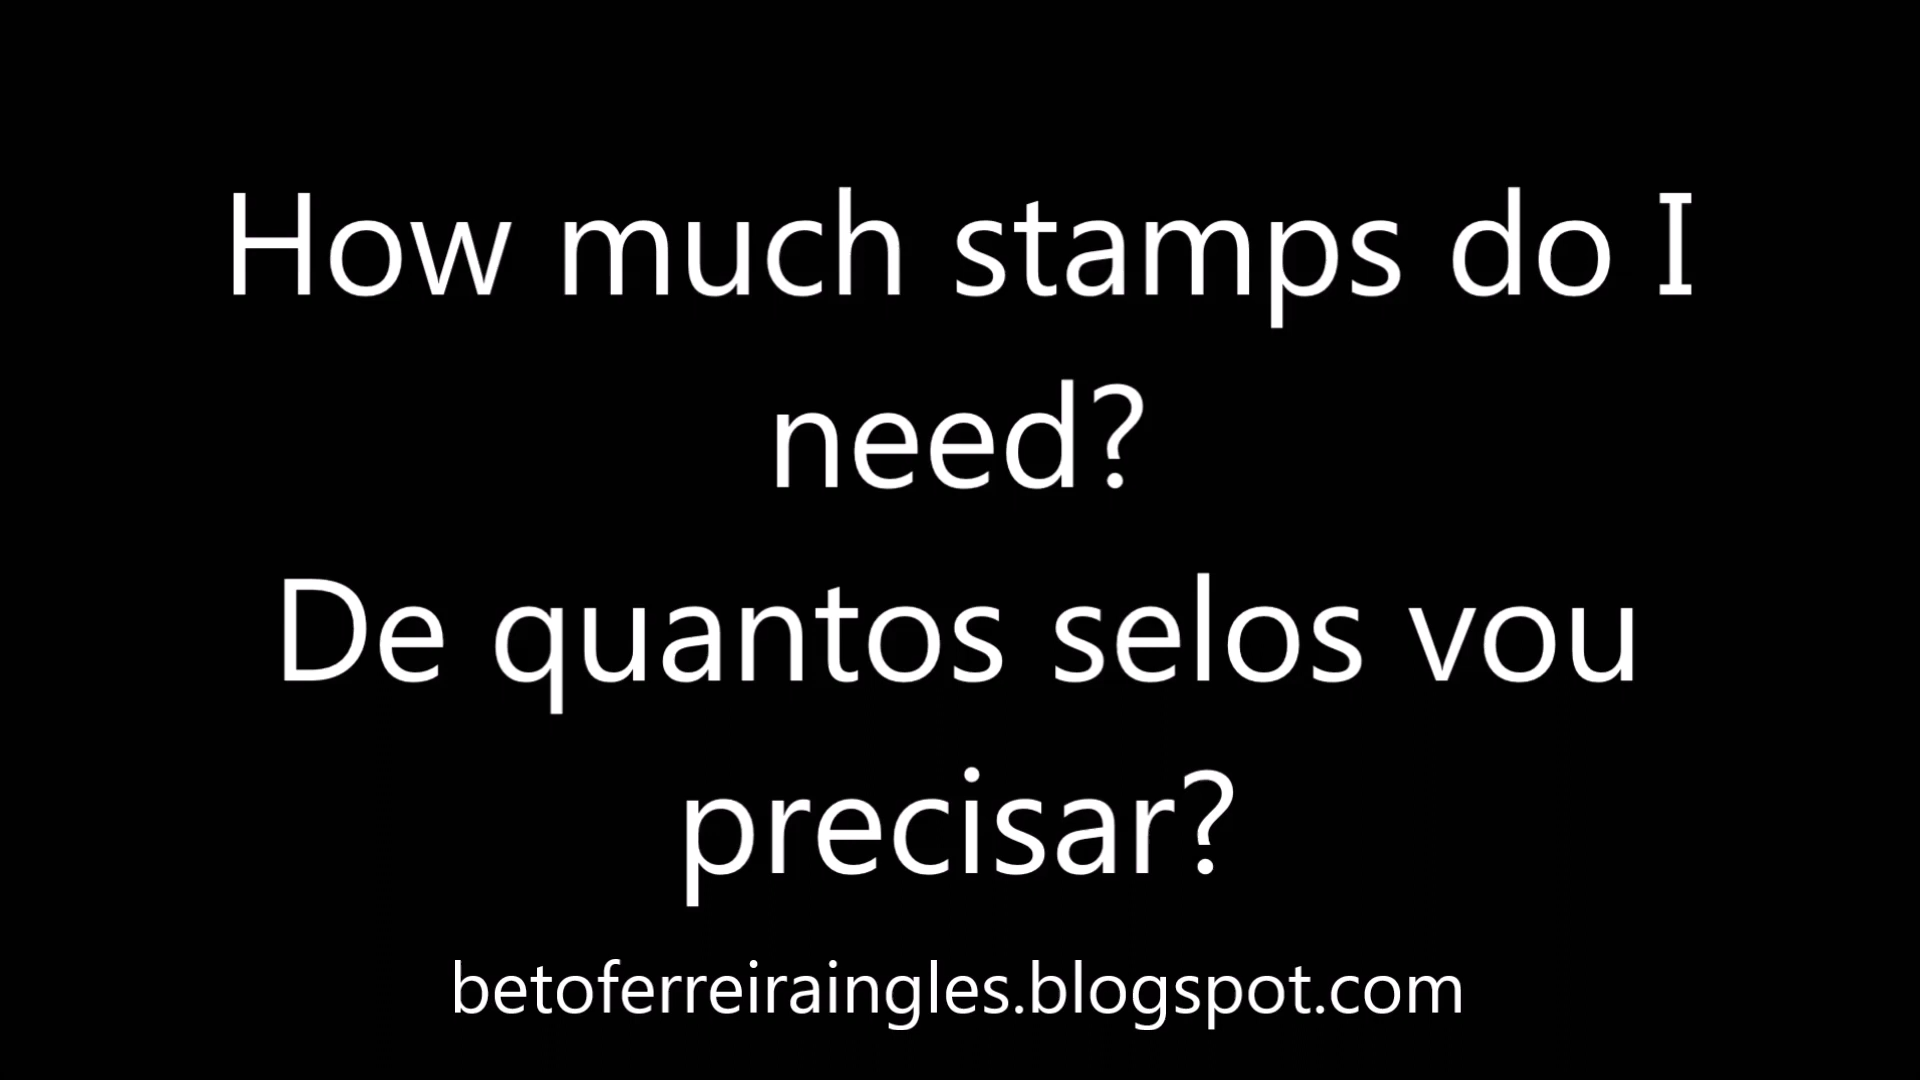 How much stamps do I
need?
De quantos selos vou
precisar?
betoferreiraingles.blogspot.com